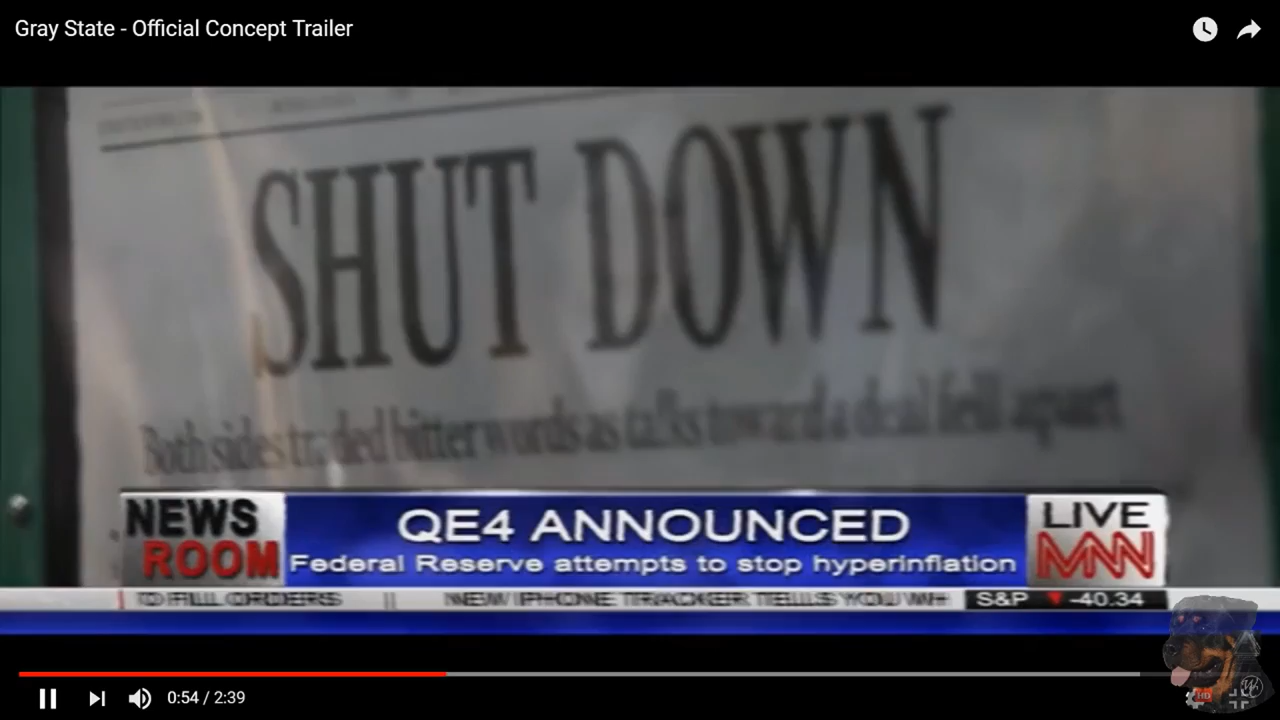 Gray State - Official Concept Trailer
SHUT DOWN
Both sides traded bitter words as talks toward a deal fell apart
NEWS
ROOM
QE4 ANNOUNCED
Federal Reserve attempts to stop hyperinflation
LIVE
MNN
TO FILL ORDERS || NEW IPHONE TRACKER TELLS YOU WH
S&P ▼ -40.34
HD
0:54 / 2:39